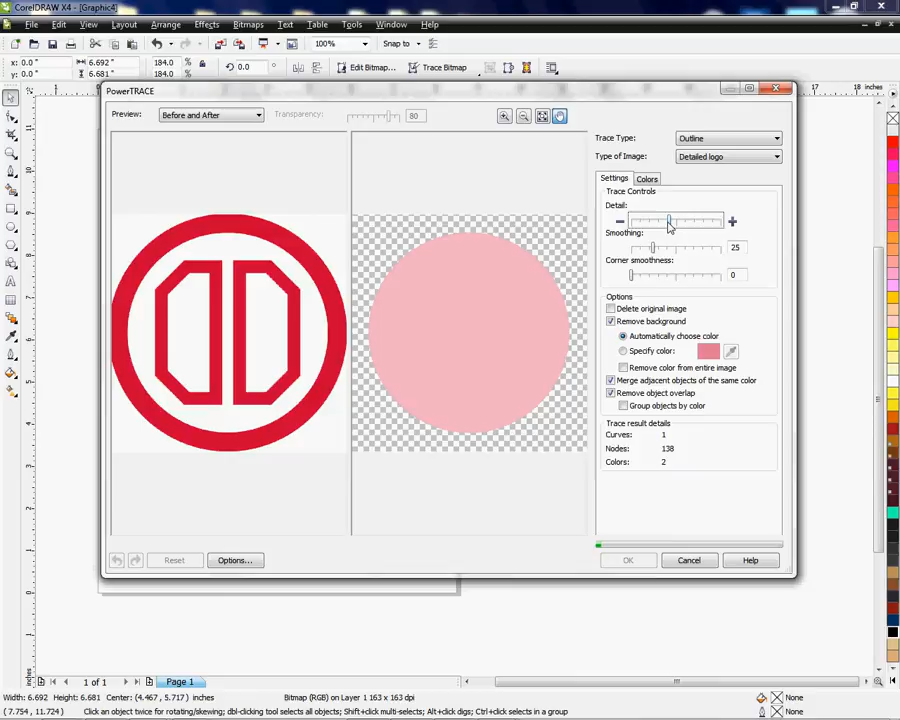 CorelDRAW X4 - [Graphic4]
File Edit View Layout Arrange Effects Bitmaps Text Table Tools Window Help
100% Snap to
x: 0.0 " 6.692 " 184.0 % 0.0 ° Edit Bitmap... Trace Bitmap
y: 0.0 " 6.681 " 184.0 %
PowerTRACE
Preview: Before and After Transparency: 80
Trace Type: Outline
Type of Image: Detailed logo
Settings Colors
Trace Controls
Detail:
Smoothing:
25
Corner smoothness:
0
Options
Delete original image
Remove background
Automatically choose color
Specify color:
Remove color from entire image
Merge adjacent objects of the same color
Remove object overlap
Group objects by color
Trace result details
Curves: 1
Nodes: 138
Colors: 2
Reset Options... OK Cancel Help
1 of 1 Page 1
Width: 6.692 Height: 6.681 Center: (4.467, 5.717) inches Bitmap (RGB) on Layer 1 163 x 163 dpi None
(7.754, 11.724) Click an object twice for rotating/skewing; dbl-clicking tool selects all objects; Shift+click multi-selects; Alt+click digs; Ctrl+click selects in a group None